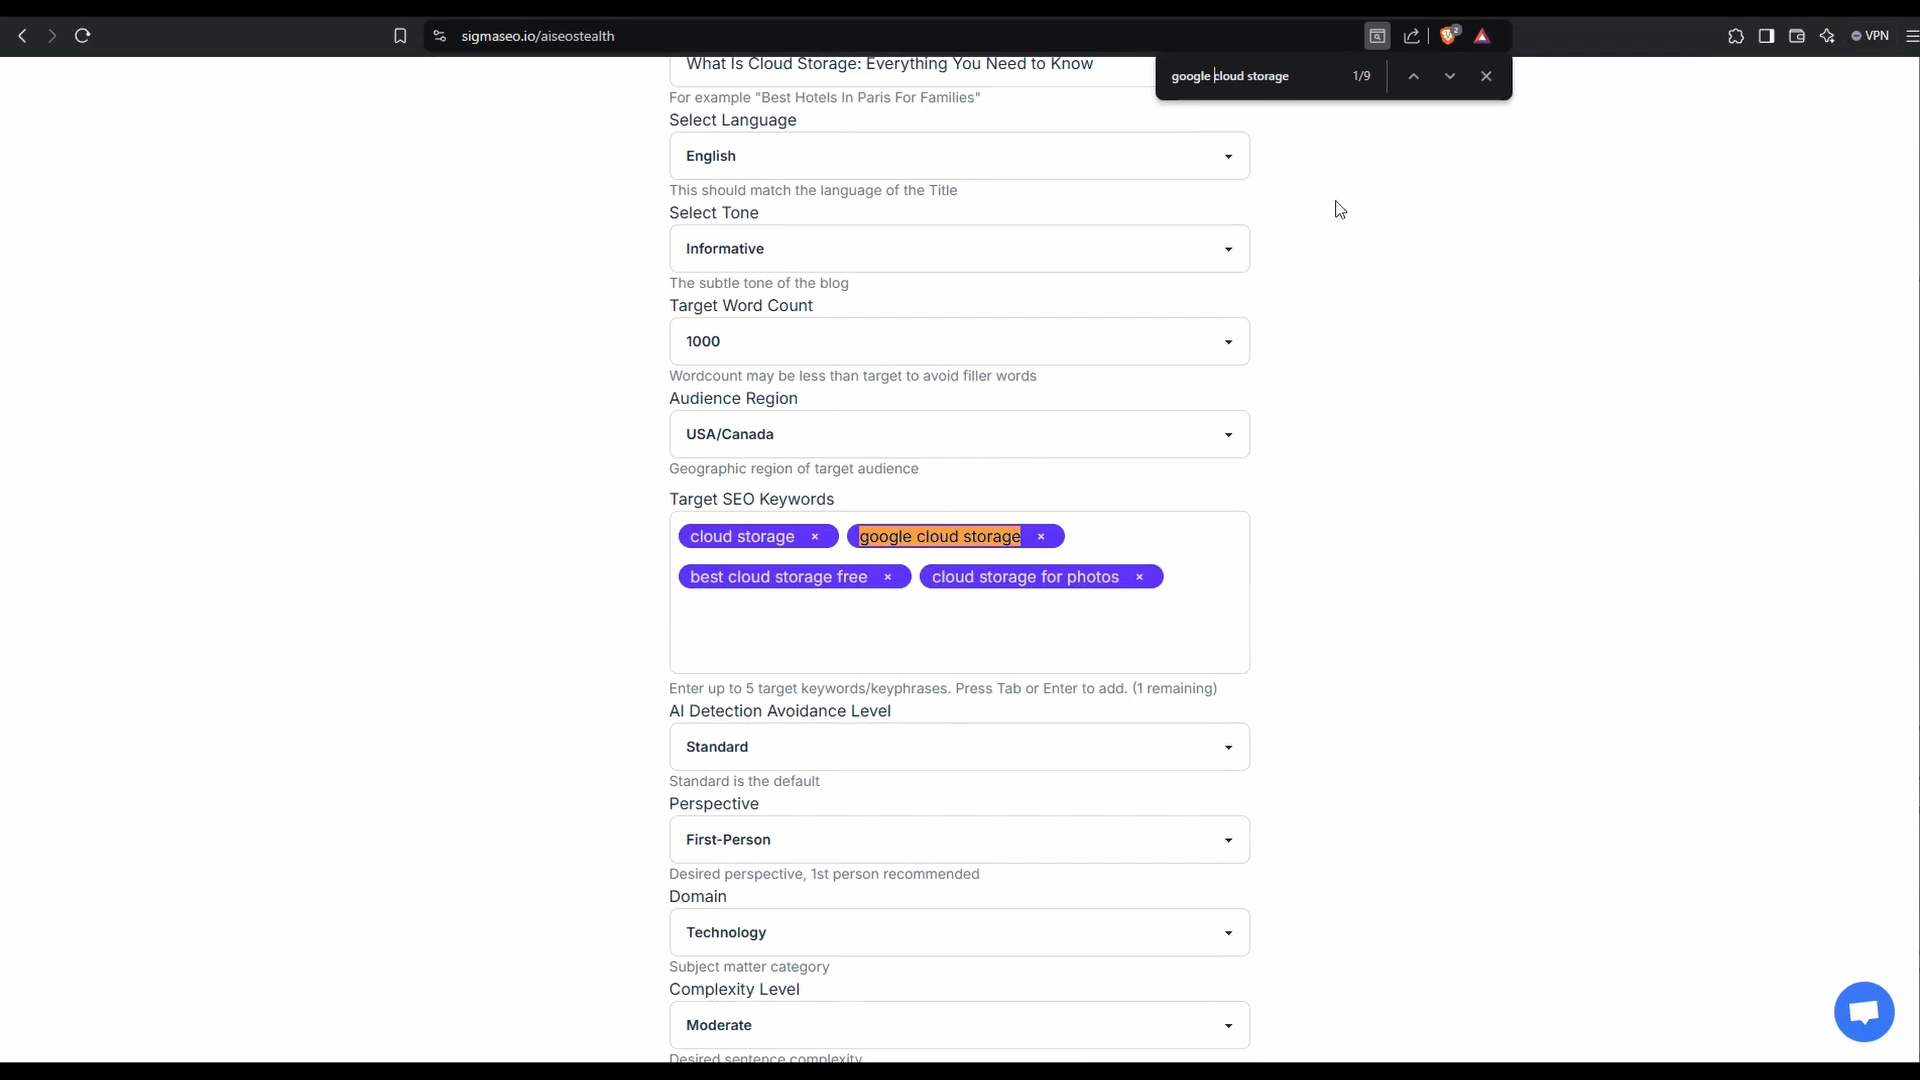 sigmaseo.io/aiseostealth
2
VPN
What Is Cloud Storage: Everything You Need to Know
google cloud storage 1/9
For example "Best Hotels In Paris For Families"
Select Language
English
This should match the language of the Title
Select Tone
Informative
The subtle tone of the blog
Target Word Count
1000
Wordcount may be less than target to avoid filler words
Audience Region
USA/Canada
Geographic region of target audience
Target SEO Keywords
cloud storage × google cloud storage ×
best cloud storage free × cloud storage for photos ×
Enter up to 5 target keywords/keyphrases. Press Tab or Enter to add. (1 remaining)
AI Detection Avoidance Level
Standard
Standard is the default
Perspective
First-Person
Desired perspective, 1st person recommended
Domain
Technology
Subject matter category
Complexity Level
Moderate
Desired sentence complexity